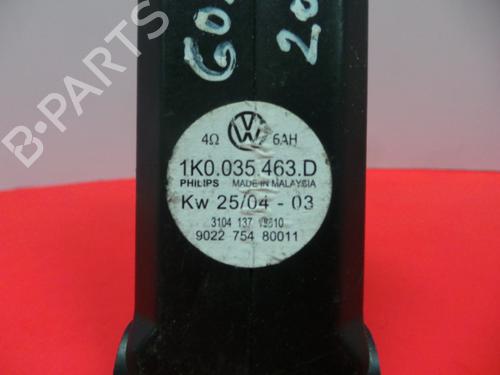 4Ω 6AH
1K0.035.463.D
PHILIPS MADE IN MALAYSIA
Kw 25/04 - 03
3104 137
9022 754 80011
B-PARTS